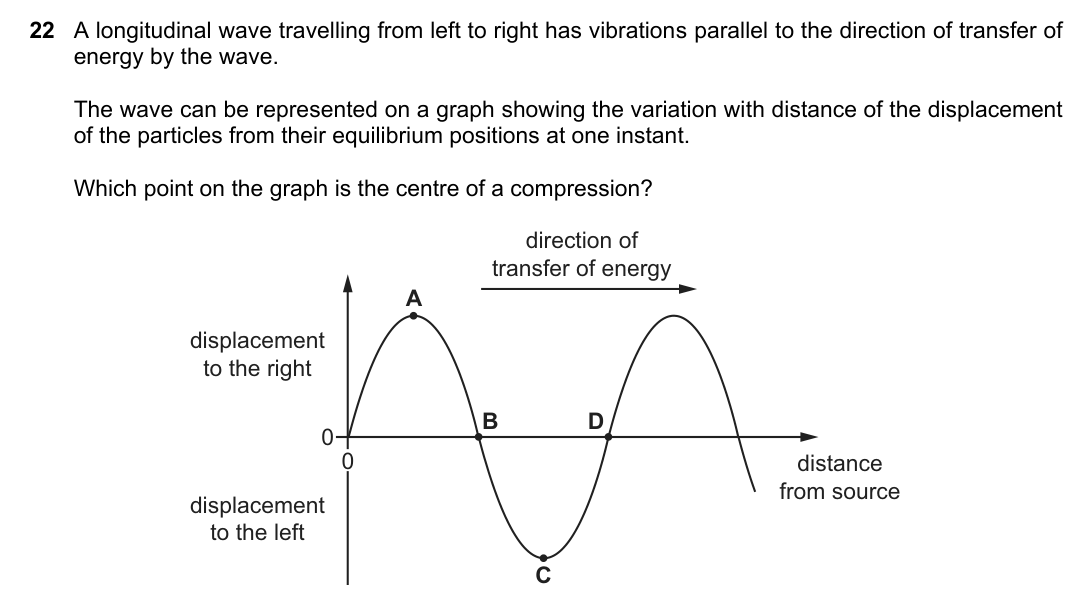 22 A longitudinal wave travelling from left to right has vibrations parallel to the direction of transfer of
energy by the wave.
The wave can be represented on a graph showing the variation with distance of the displacement
of the particles from their equilibrium positions at one instant.
Which point on the graph is the centre of a compression?
direction of
transfer of energy
A
displacement
to the right
B
D
0
0
distance
from source
displacement
to the left
C